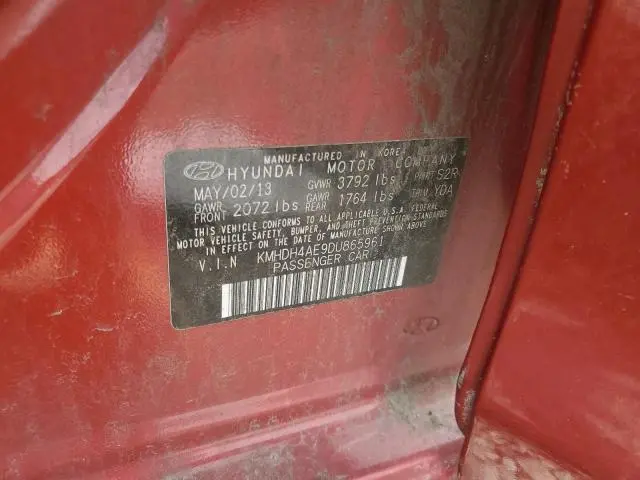 MANUFACTURED IN KOREA
HYUNDAI MOTOR COMPANY
MAY/02/13 GVWR 3792 lbs PAINT S2R
GAWR FRONT 2072 lbs GAWR REAR 1764 lbs TRIM YDA
THIS VEHICLE CONFORMS TO ALL APPLICABLE U.S.A. FEDERAL
MOTOR VEHICLE SAFETY, BUMPER, AND THEFT PREVENTION
STANDARDS IN EFFECT ON THE DATE OF MANUFACTURE SHOWN ABOVE.
V.I.N KMHDH4AE9DU865961
PASSENGER CAR